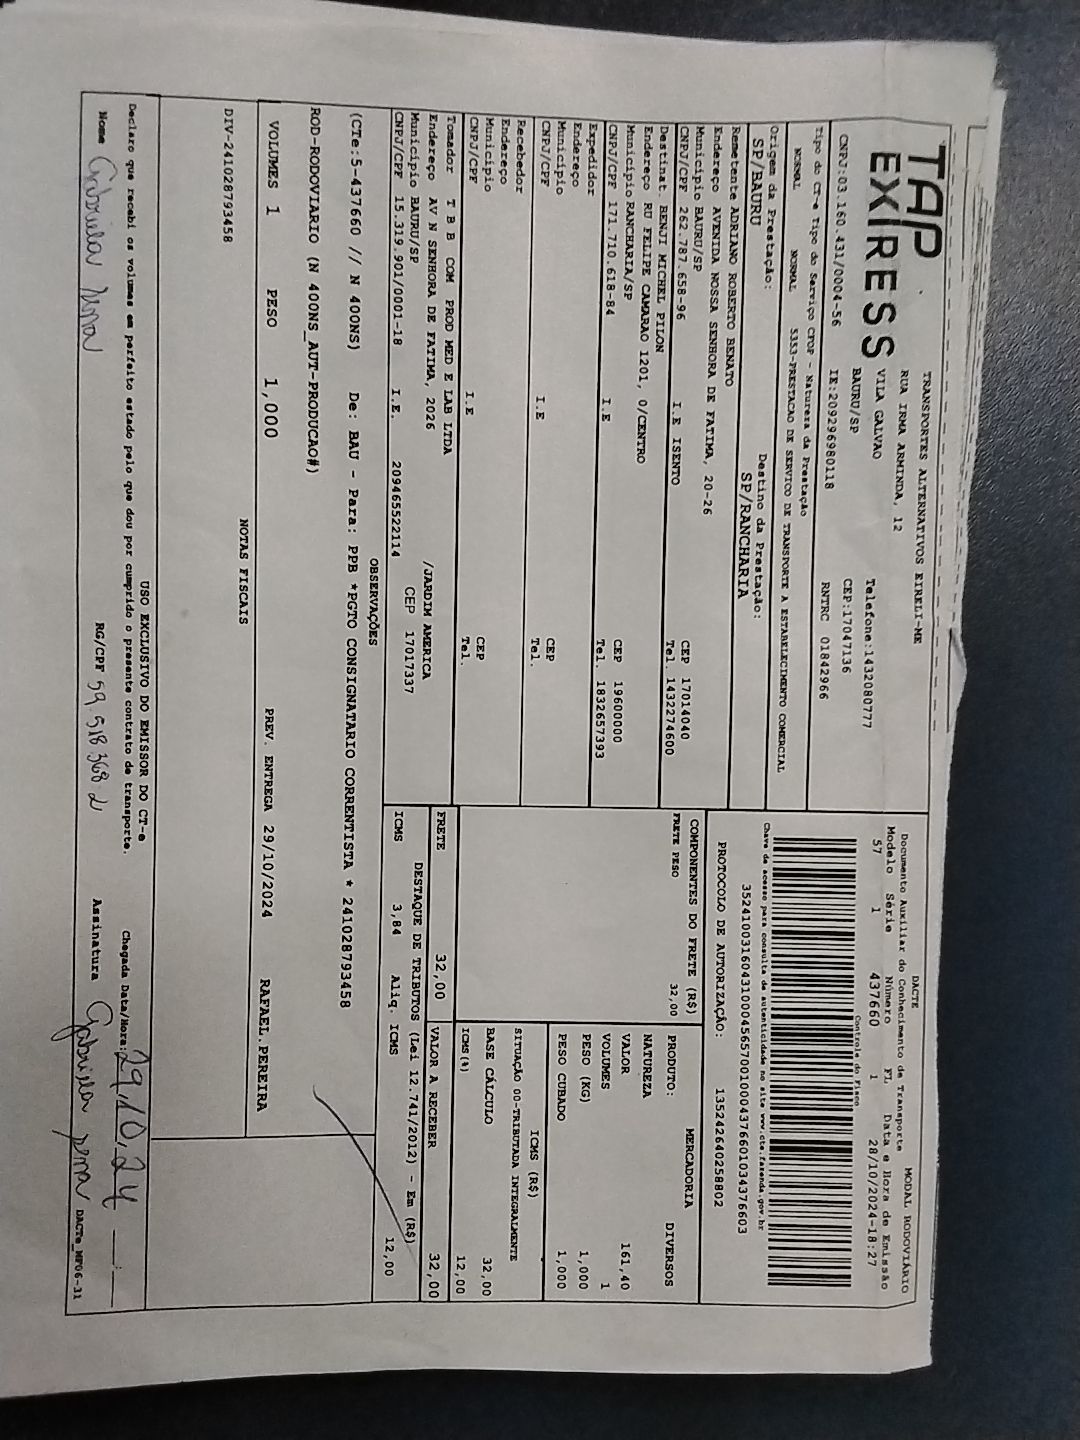 TAP
EXPRESS
TRANSPORTES ALTERNATIVOS EIRELI-ME
RUA IRMA ARMINDA, 12
VILA GALVAO
BAURU/SP
Telefone:1432080777
CEP:17047136
CNPJ:03.160.431/0004-56 IE:209296980118 RNTRC 01842966
Tipo do CT-e Tipo do Serviço CFOP - Natureza da Prestação
NORMAL NORMAL 5353-PRESTACAO DE SERVICO DE TRANSPORTE A ESTABELECIMENTO COMERCIAL
Origem da Prestação: Destino da Prestação:
SP/BAURU SP/RANCHARIA
Remetente ADRIANO ROBERTO BENATO
Endereço AVENIDA NOSSA SENHORA DE FATIMA, 20-26
Município BAURU/SP CEP 17014040
CNPJ/CPF 262.787.658-96 I.E ISENTO Tel. 1432274600
Destinat BENJI MICHEL PILON
Endereço RU FELIPE CAMARAO 1201, 0/CENTRO
Município RANCHARIA/SP CEP 19600000
CNPJ/CPF 171.710.618-84 I.E Tel. 1832657393
Expedidor
Endereço
Município CEP
CNPJ/CPF I.E Tel.
Recebedor
Endereço
Município CEP
CNPJ/CPF I.E Tel.
Tomador T B B COM PROD MED E LAB LTDA
Endereço AV N SENHORA DE FATIMA, 2026 /JARDIM AMERICA
Município BAURU/SP CEP 17017337
CNPJ/CPF 15.319.901/0001-18 I.E. 209465522114
DACTE
Documento Auxiliar do Conhecimento de Transporte MODAL RODOVIÁRIO
Modelo Série Número FL Data e Hora de Emissão
57 1 437660 1 28/10/2024-18:27
Controle do Fisco
Chave de acesso para consulta de autenticidade no site www.cte.fazenda.gov.br
PROTOCOLO DE AUTORIZAÇÃO: 135242640258802
COMPONENTES DO FRETE (R$)
FRETE PESO 32,00
PRODUTO: MERCADORIA
NATUREZA DIVERSOS
VALOR 161,40
VOLUMES 1
PESO (KG) 1,000
PESO CUBADO 1,000
ICMS (R$)
SITUAÇÃO 00-TRIBUTADA INTEGRALMENTE
BASE CÁLCULO 32,00
ICMS(%) 12,00
FRETE 32,00 VALOR A RECEBER 32,00
DESTAQUE DE TRIBUTOS (Lei 12.741/2012) - Em (R$)
ICMS 3,84 Aliq. ICMS 12,00
OBSERVAÇÕES
(CTe:5-437660 // N 400NS) De: BAU - Para: PPB *PGTO CONSIGNATARIO CORRENTISTA * 241028793458
ROD-RODOVIARIO (N 400NS_AUT-PRODUCAO#)
VOLUMES 1 PESO 1,000 PREV. ENTREGA 29/10/2024 RAFAEL.PEREIRA
NOTAS FISCAIS
DIV-241028793458
USO EXCLUSIVO DO EMISSOR DO CT-e
Declaro que recebi os volumes em perfeito estado pelo que dou por cumprido o presente contrato de transporte. Chegada Data/Hora: 29,10,24
Nome Gabriela RG/CPF 59 518 368 2 Assinatura Gabriela
DACTe_MF06-31